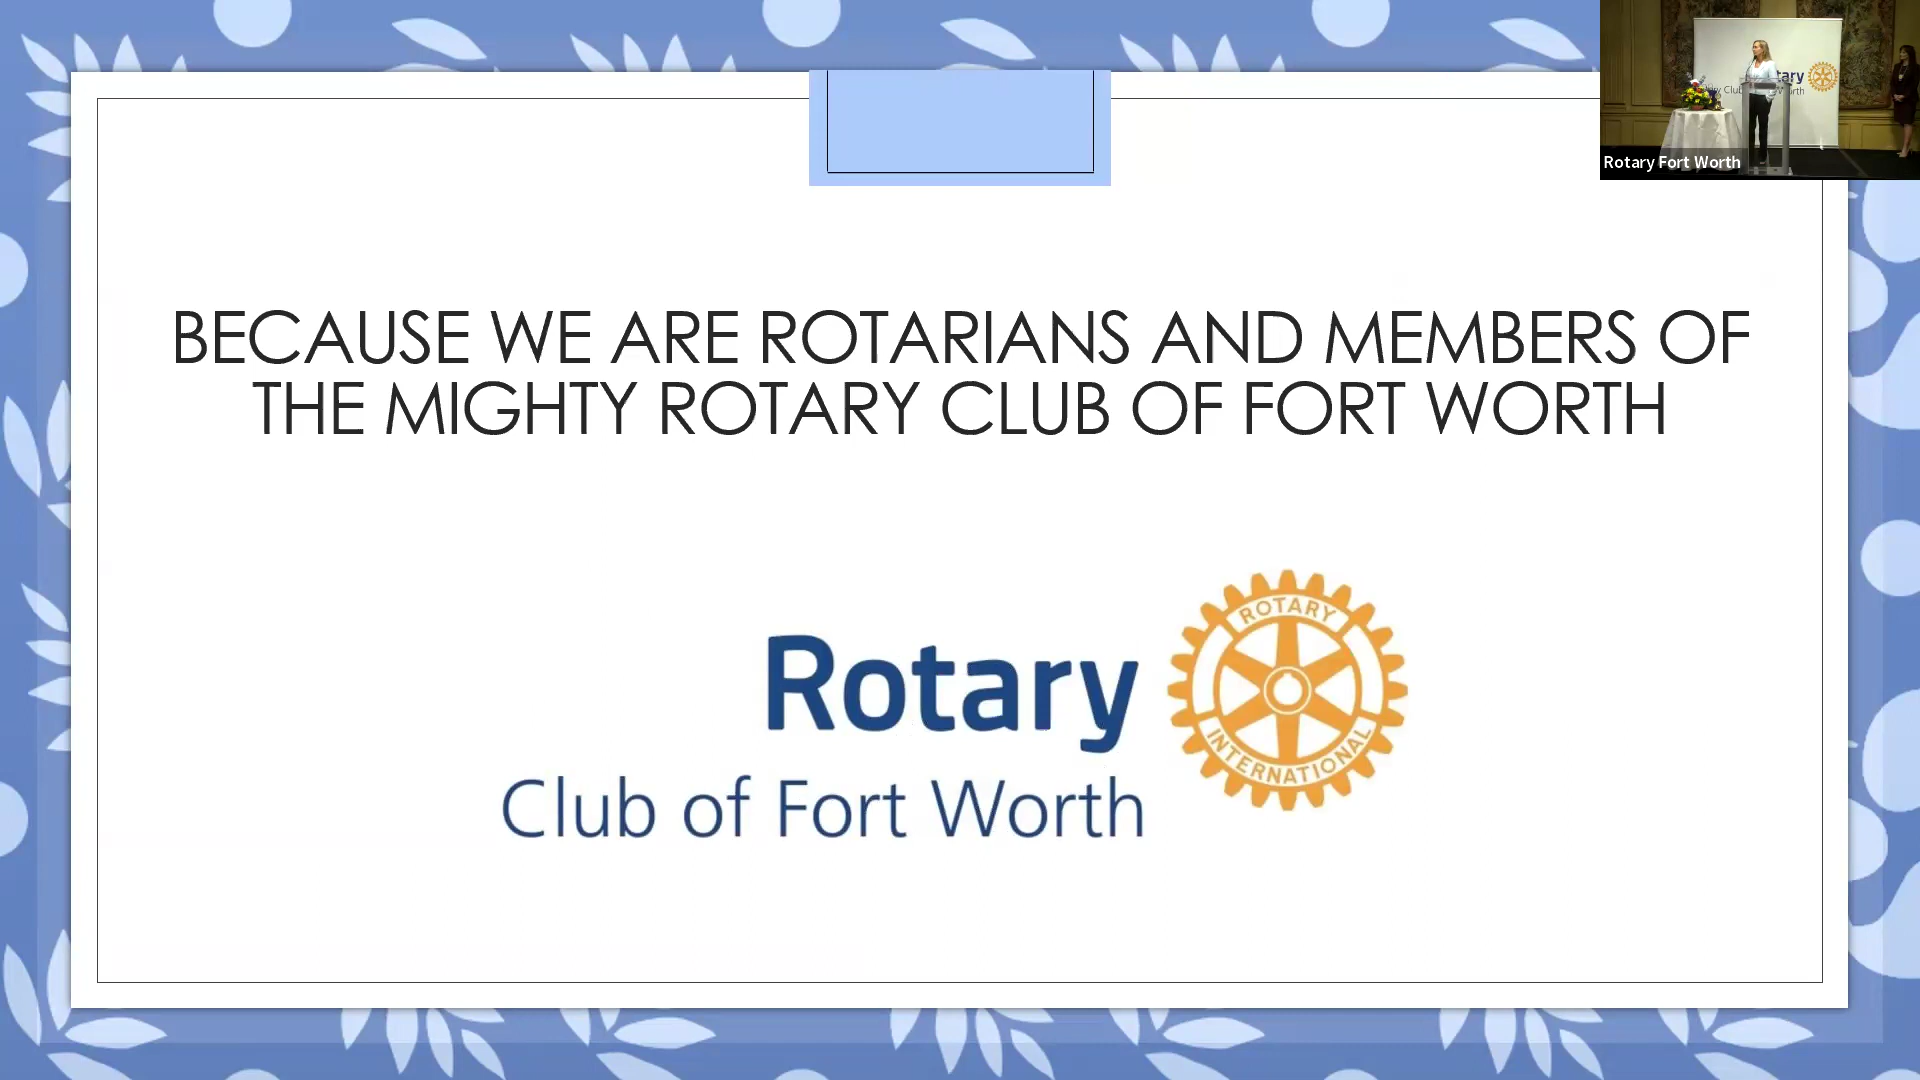 BECAUSE WE ARE ROTARIANS AND MEMBERS OF
THE MIGHTY ROTARY CLUB OF FORT WORTH
Rotary
Club of Fort Worth
ROTARY
INTERNATIONAL
Rotary Fort Worth